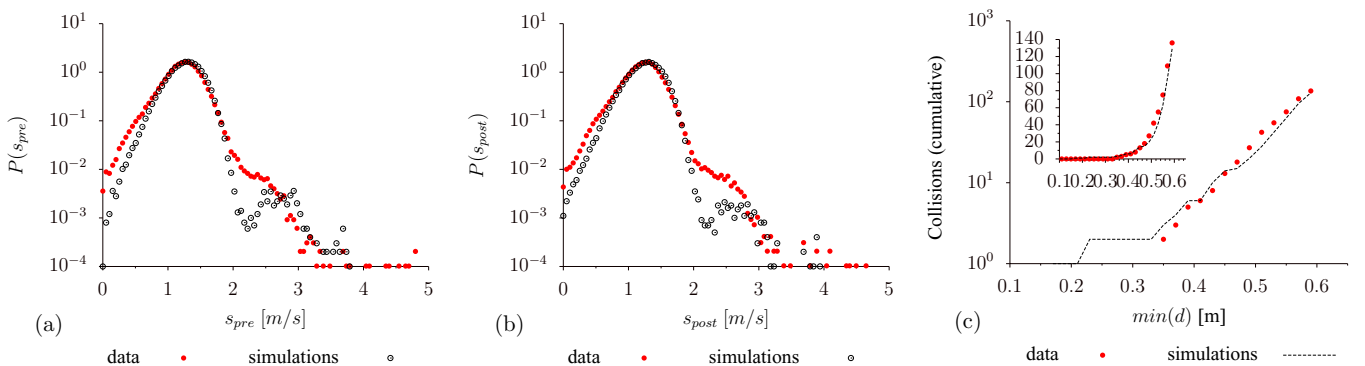 10^1
10^0
10^−1
10^−2
10^−3
10^−4
P(s_pre)
0 1 2 3 4 5
s_pre [m/s]
(a)
data simulations
10^1
10^0
10^−1
10^−2
10^−3
10^−4
P(s_post)
0 1 2 3 4 5
s_post [m/s]
(b)
data simulations
10^3
10^2
10^1
10^0
Collisions (cumulative)
140
120
100
80
60
40
20
0
0.1 0.2 0.3 0.4 0.5 0.6
0.1 0.2 0.3 0.4 0.5 0.6
min(d) [m]
(c)
data simulations